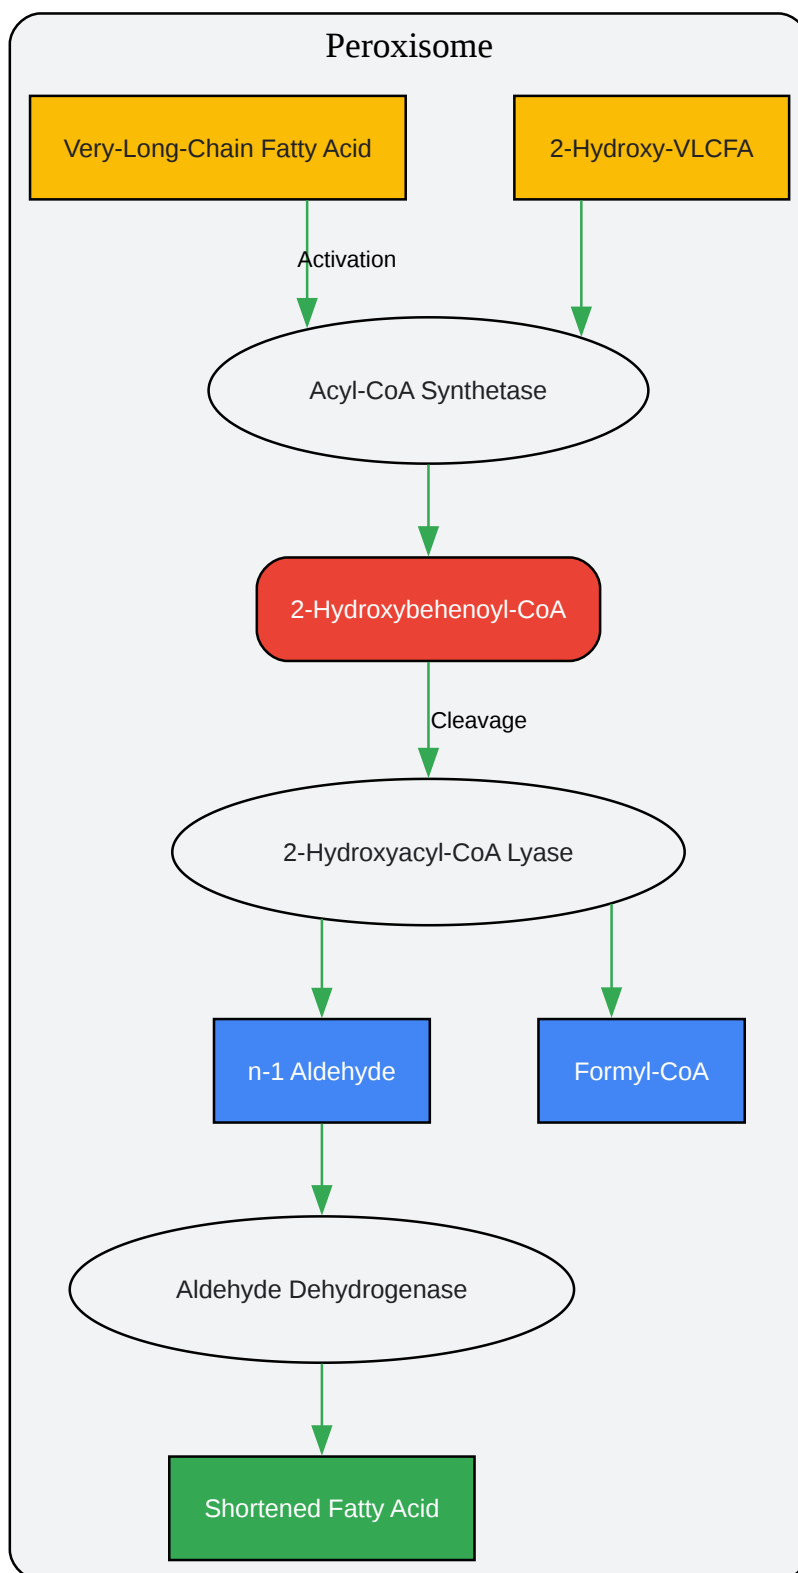 Peroxisome
Very-Long-Chain Fatty Acid
2-Hydroxy-VLCFA
Activation
Acyl-CoA Synthetase
2-Hydroxybehenoyl-CoA
Cleavage
2-Hydroxyacyl-CoA Lyase
n-1 Aldehyde
Formyl-CoA
Aldehyde Dehydrogenase
Shortened Fatty Acid